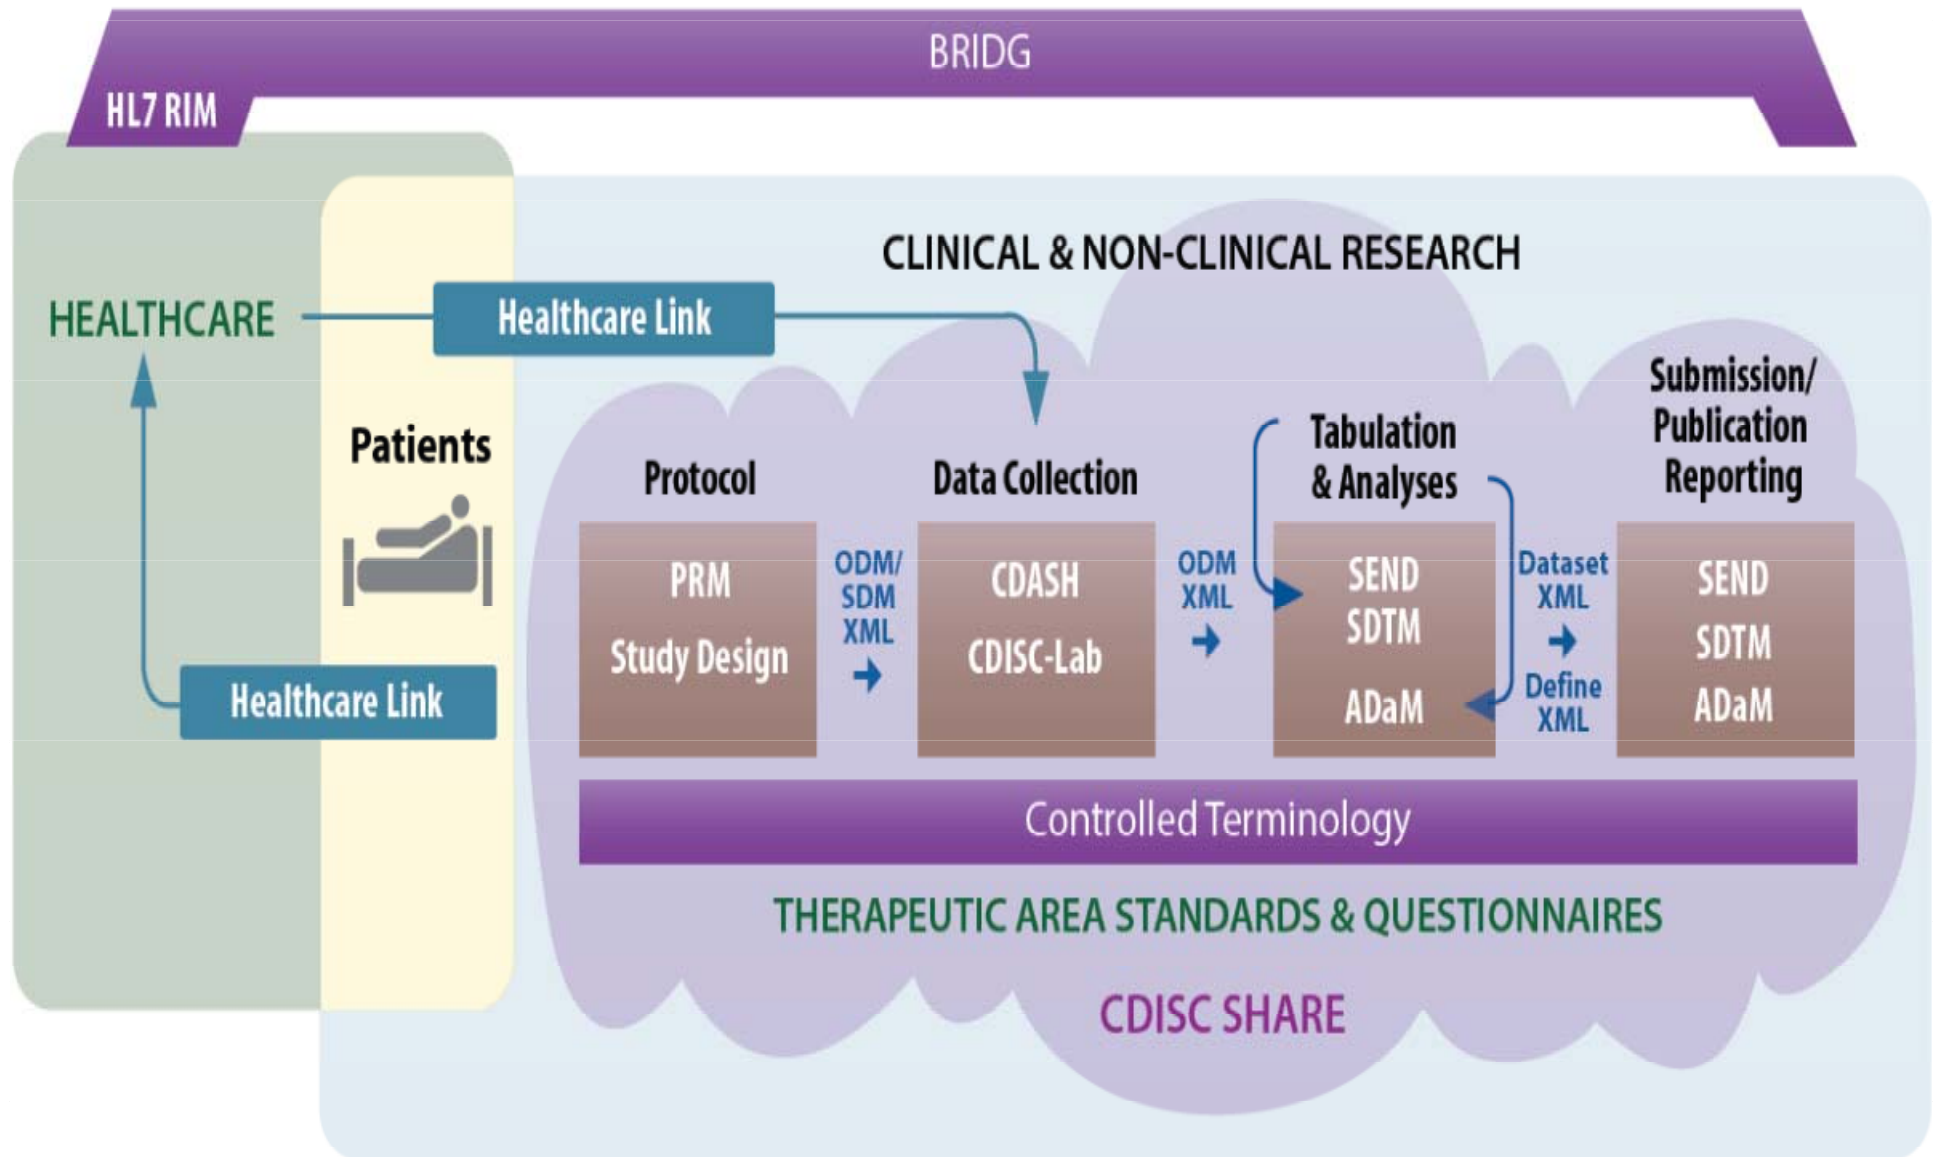 BRIDG
HL7 RIM
CLINICAL & NON-CLINICAL RESEARCH
HEALTHCARE
Healthcare Link
Patients
Healthcare Link
Protocol
PRM
Study Design
ODM/
SDM
XML
Data Collection
CDASH
CDISC-Lab
ODM
XML
Tabulation
& Analyses
SEND
SDTM
ADaM
Dataset
XML
Define
XML
Submission/
Publication
Reporting
SEND
SDTM
ADaM
Controlled Terminology
THERAPEUTIC AREA STANDARDS & QUESTIONNAIRES
CDISC SHARE